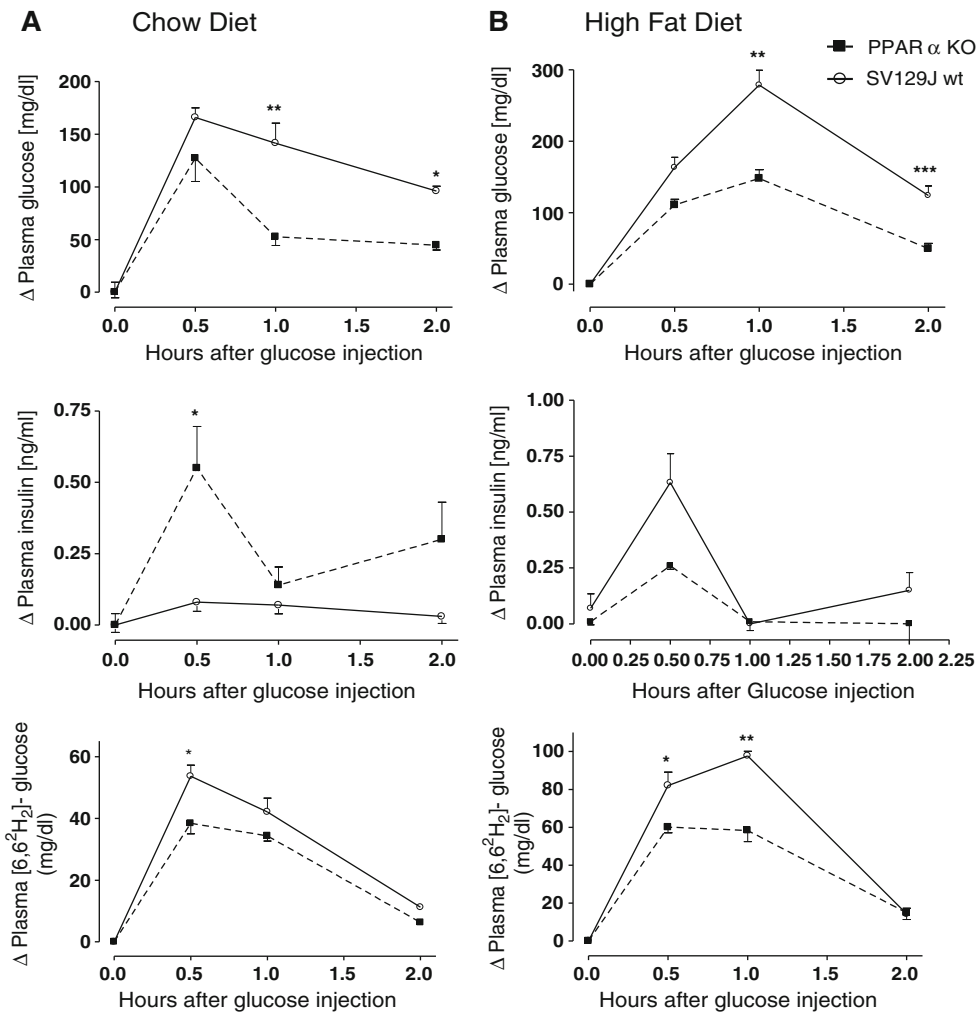 A Chow Diet
B High Fat Diet
PPAR α KO
SV129J wt
Δ Plasma glucose [mg/dl]
200
150
100
50
0
**
*
0.0 0.5 1.0 1.5 2.0
Hours after glucose injection
Δ Plasma glucose [mg/dl]
300
200
100
0
**
***
0.0 0.5 1.0 1.5 2.0
Hours after glucose injection
Δ Plasma insulin [ng/ml]
0.75
0.50
0.25
0.00
*
0.0 0.5 1.0 1.5 2.0
Hours after glucose injection
Δ Plasma insulin [ng/ml]
1.00
0.75
0.50
0.25
0.00
0.00 0.25 0.50 0.75 1.00 1.25 1.50 1.75 2.00 2.25
Hours after Glucose injection
Δ Plasma [6,6²H₂]- glucose
(mg/dl)
60
40
20
0
*
0.0 0.5 1.0 1.5 2.0
Hours after glucose injection
Δ Plasma [6,6²H₂]- glucose
(mg/dl)
100
80
60
40
20
0
*
**
0.0 0.5 1.0 1.5 2.0
Hours after glucose injection